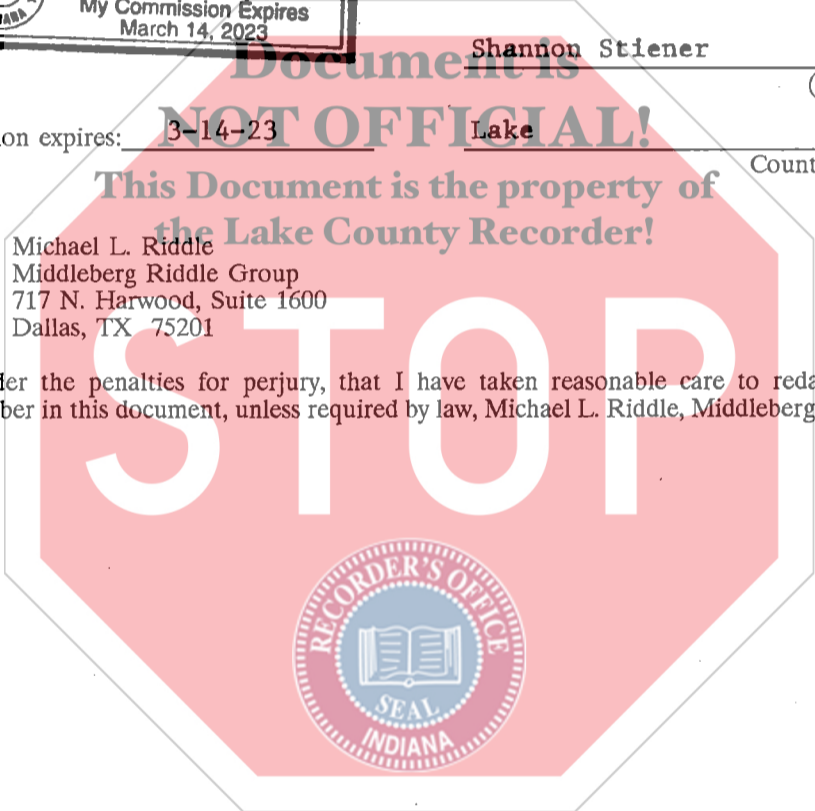 My Commission Expires
March 14, 2023
Shannon Stiener
Document is
NOT OFFICIAL!
on expires: 3-14-23
Lake
Count
This Document is the property of
the Lake County Recorder!
Michael L. Riddle
Middleberg Riddle Group
717 N. Harwood, Suite 1600
Dallas, TX 75201
der the penalties for perjury, that I have taken reasonable care to reda
ber in this document, unless required by law, Michael L. Riddle, Middleberg
STOP
RECORDER'S OFFICE
SEAL
INDIANA